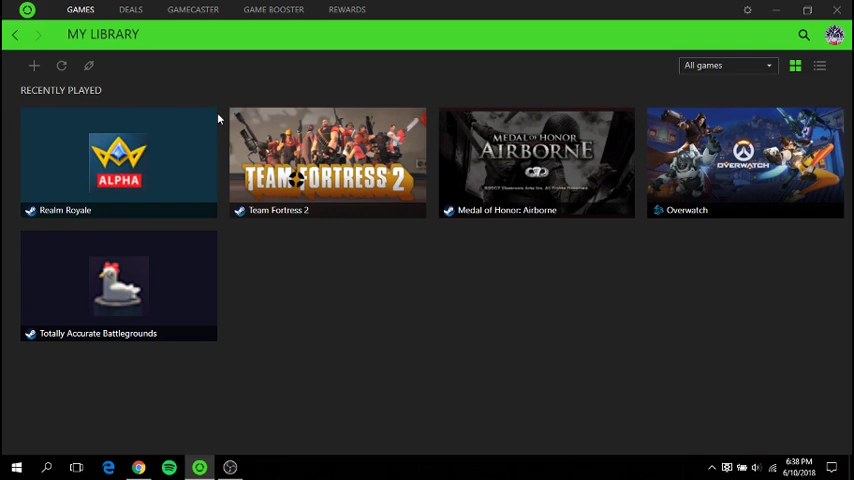 GAMES DEALS GAMECASTER GAME BOOSTER REWARDS
MY LIBRARY
All games
RECENTLY PLAYED
ALPHA
Realm Royale
TEAM FORTRESS 2
Team Fortress 2
MEDAL OF HONOR
AIRBORNE
Medal of Honor: Airborne
OVERWATCH
Overwatch
Totally Accurate Battlegrounds
6:38 PM
6/10/2018